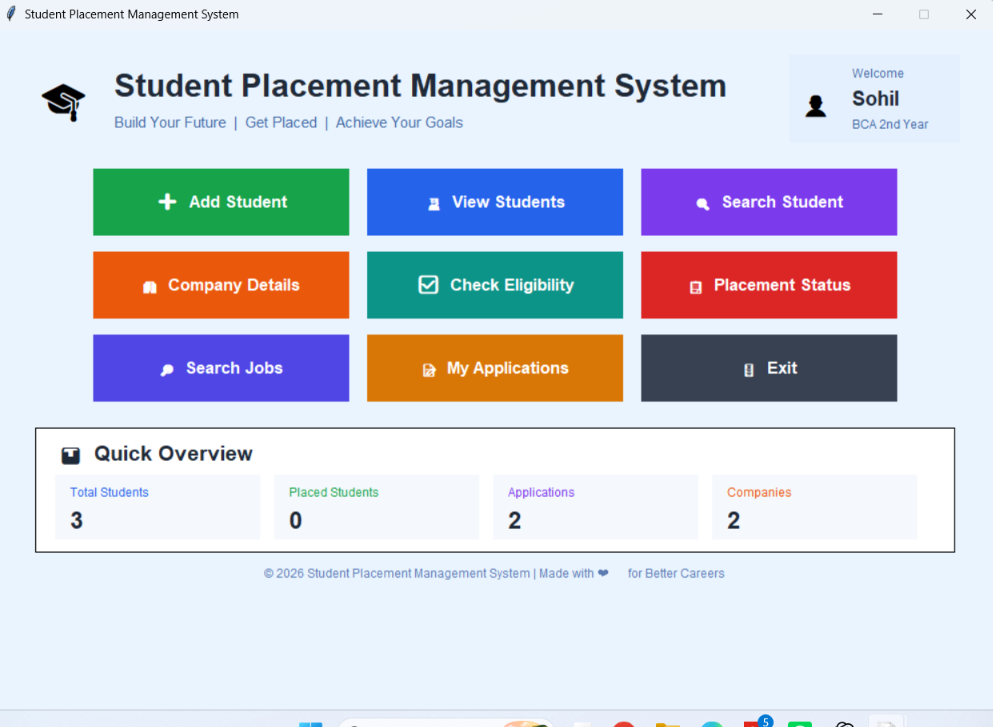 Student Placement Management System
Student Placement Management System
Build Your Future | Get Placed | Achieve Your Goals
Welcome
Sohil
BCA 2nd Year
Add Student
View Students
Search Student
Company Details
Check Eligibility
Placement Status
Search Jobs
My Applications
Exit
Quick Overview
Total Students
3
Placed Students
0
Applications
2
Companies
2
© 2026 Student Placement Management System | Made with ❤ for Better Careers
5